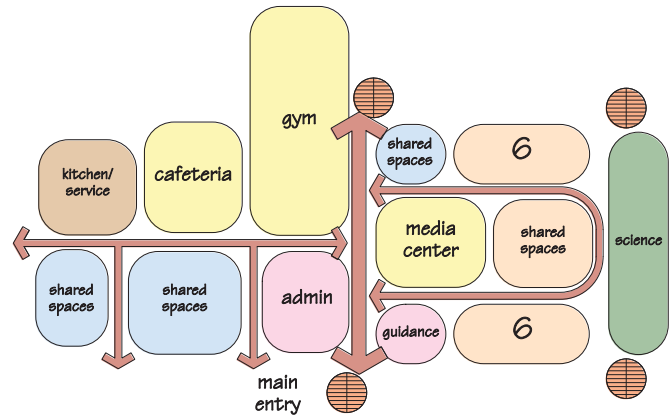 gym
shared
spaces
6
kitchen/
service
cafeteria
media
center
shared
spaces
science
shared
spaces
shared
spaces
admin
guidance
6
main
entry